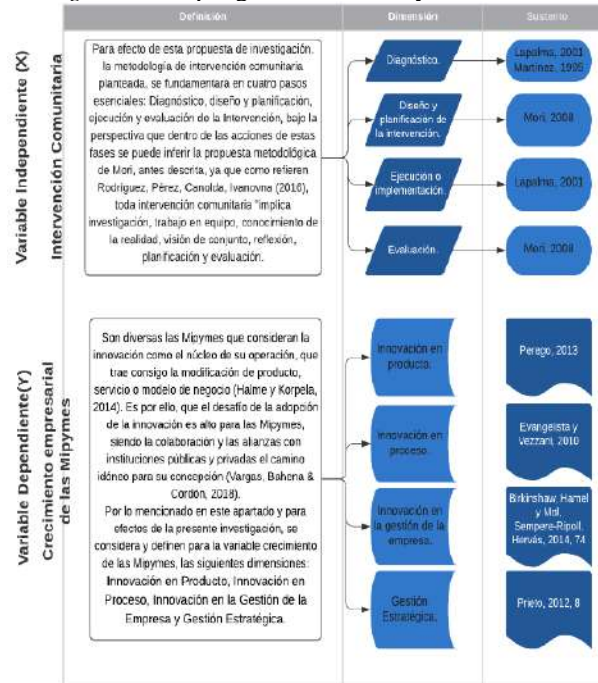 Definición
Dimensión
Sustento
Variable Independiente (X)
Intervención Comunitaria
Para efecto de esta propuesta de investigación,
la metodología de intervención comunitaria
planteada, se fundamentará en cuatro pasos
esenciales: Diagnóstico, diseño y planificación,
ejecución y evaluación de la Intervención, bajo la
perspectiva que dentro de las acciones de estas
fases se puede inferir la propuesta metodológica
de Mori, antes descrita, ya que como refieren
Rodríguez, Pérez, Canolda, Ivanovna (2016),
toda intervención comunitaria "implica
investigación, trabajo en equipo, conocimiento de
la realidad, visión de conjunto, reflexión,
planificación y evaluación.
Diagnóstico.
Lapalma, 2001
Martínez, 1995
Diseño y
planificación de
la intervención.
Mori, 2008
Ejecución o
implementación.
Lapalma, 2001
Evaluación.
Mori, 2008
Variable Dependiente(Y)
Crecimiento empresarial
de las Mipymes
Son diversas las Mipymes que consideran la
innovación como el núcleo de su operación, que
trae consigo la modificación de producto,
servicio o modelo de negocio (Halme y Korpela,
2014). Es por ello, que el desafío de la adopción
de la innovación es alto para las Mipymes,
siendo la colaboración y las alianzas con
instituciones públicas y privadas el camino
idóneo para su concepción (Vargas, Bahena &
Cordón, 2018).
Por lo mencionado en este apartado y para
efectos de la presente investigación, se
considera y definen para la variable crecimiento
de las Mipymes, las siguientes dimensiones:
Innovación en Producto, Innovación en
Proceso, Innovación en la Gestión de la
Empresa y Gestión Estratégica.
Innovación en
producto.
Perego, 2013
Innovación en
proceso.
Evangelista y
Vezzani, 2010
Innovación en
la gestión de la
empresa.
Birkinshaw, Hamel
y Mol,
Sempere-Ripoll,
Hervás, 2014, 74
Gestión
Estratégica.
Prieto, 2012, 8